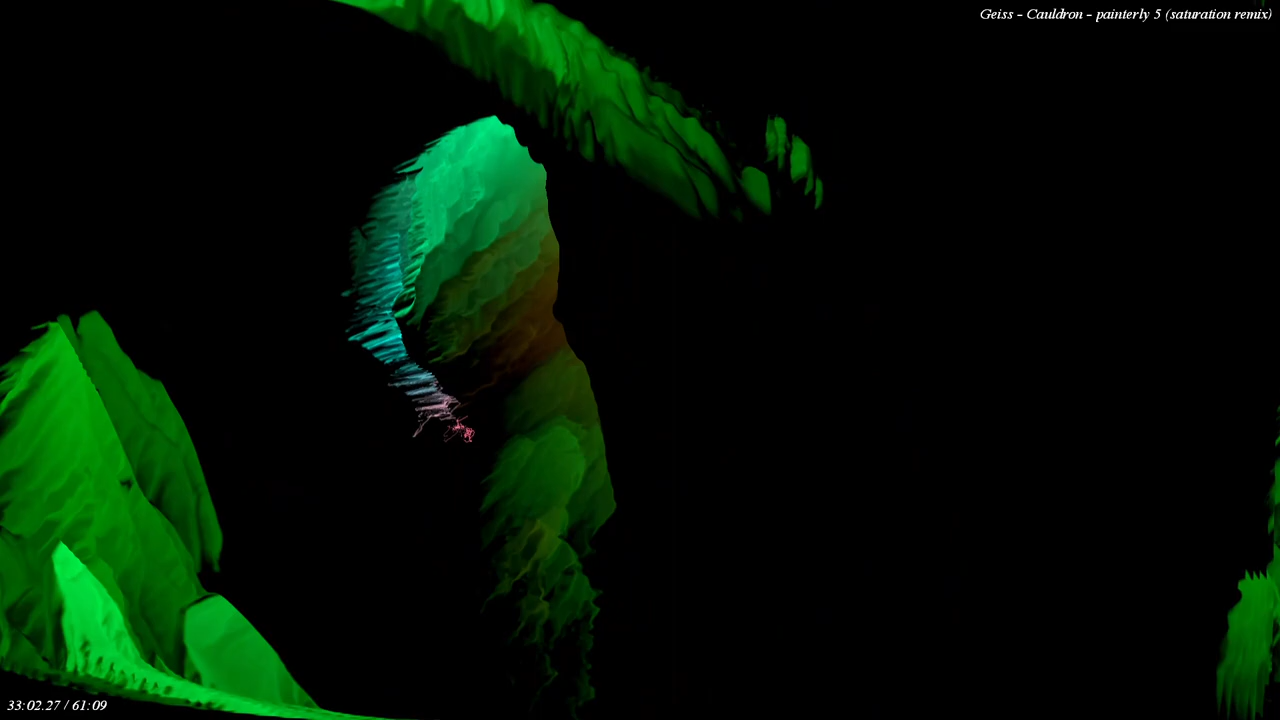 Geiss - Cauldron - painterly 5 (saturation remix)
33:02.27 / 61:09